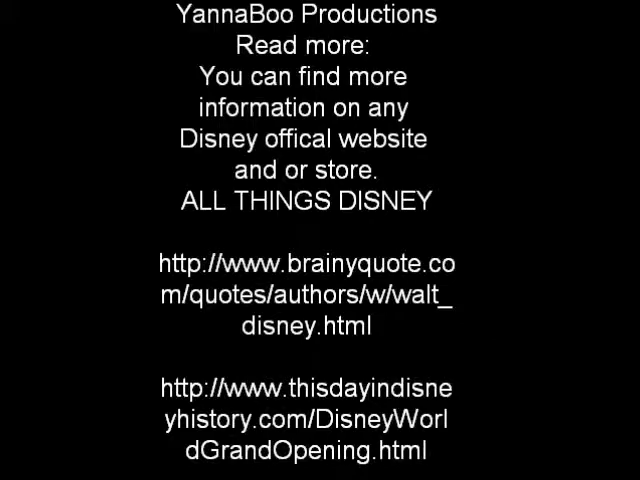 YannaBoo Productions
Read more:
You can find more
information on any
Disney offical website
and or store.
ALL THINGS DISNEY
http://www.brainyquote.co
m/quotes/authors/w/walt_
disney.html
http://www.thisdayindisne
yhistory.com/DisneyWorl
dGrandOpening.html